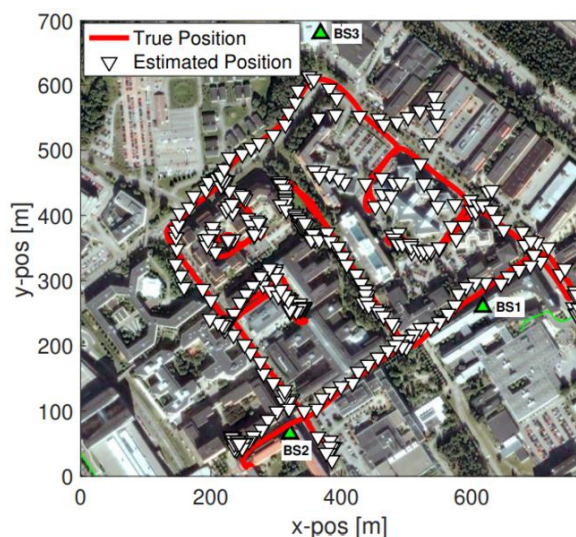 700
600
500
400
300
200
100
0
y-pos [m]
True Position
Estimated Position
BS3
BS1
BS2
0
200
400
600
x-pos [m]